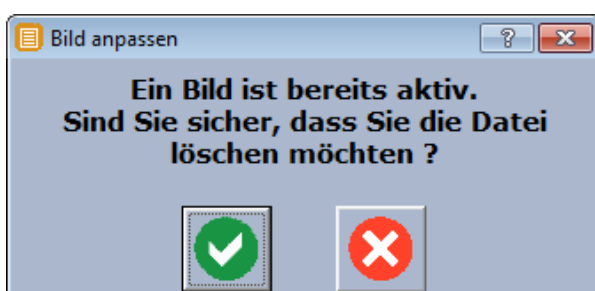 Bild anpassen
Ein Bild ist bereits aktiv.
Sind Sie sicher, dass Sie die Datei
löschen möchten ?